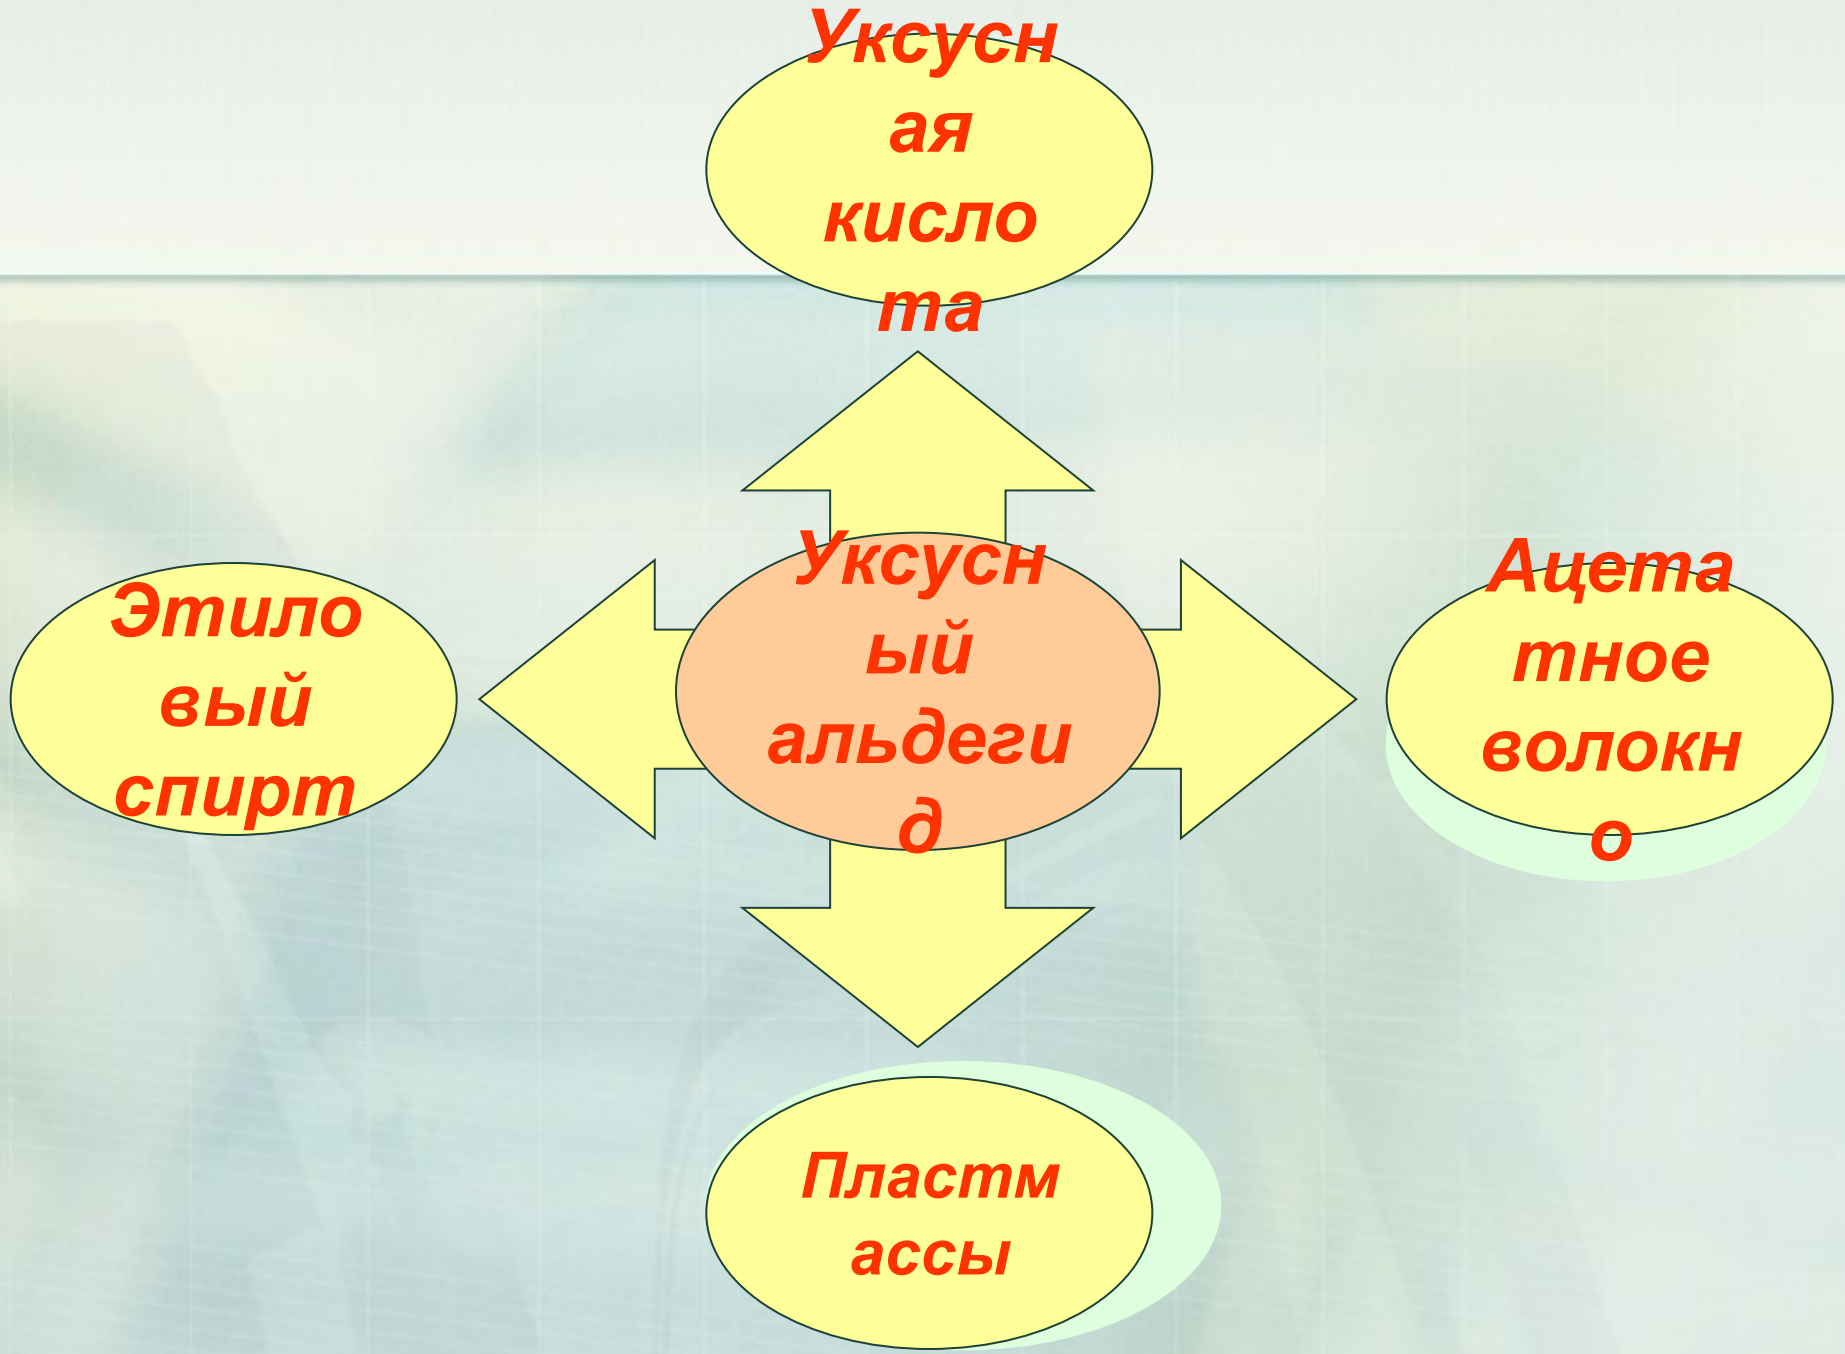 Уксусн
ая
кисло
та
Этило
вый
спирт
Уксусн
ый
альдеги
д
Ацета
тное
волокн
о
Пластм
ассы